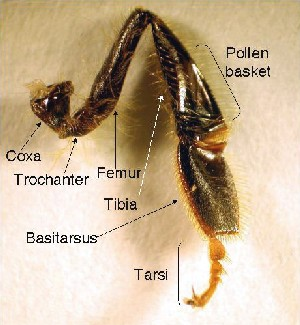 Pollen
basket
Coxa
Trochanter
Femur
Tibia
Basitarsus
Tarsi